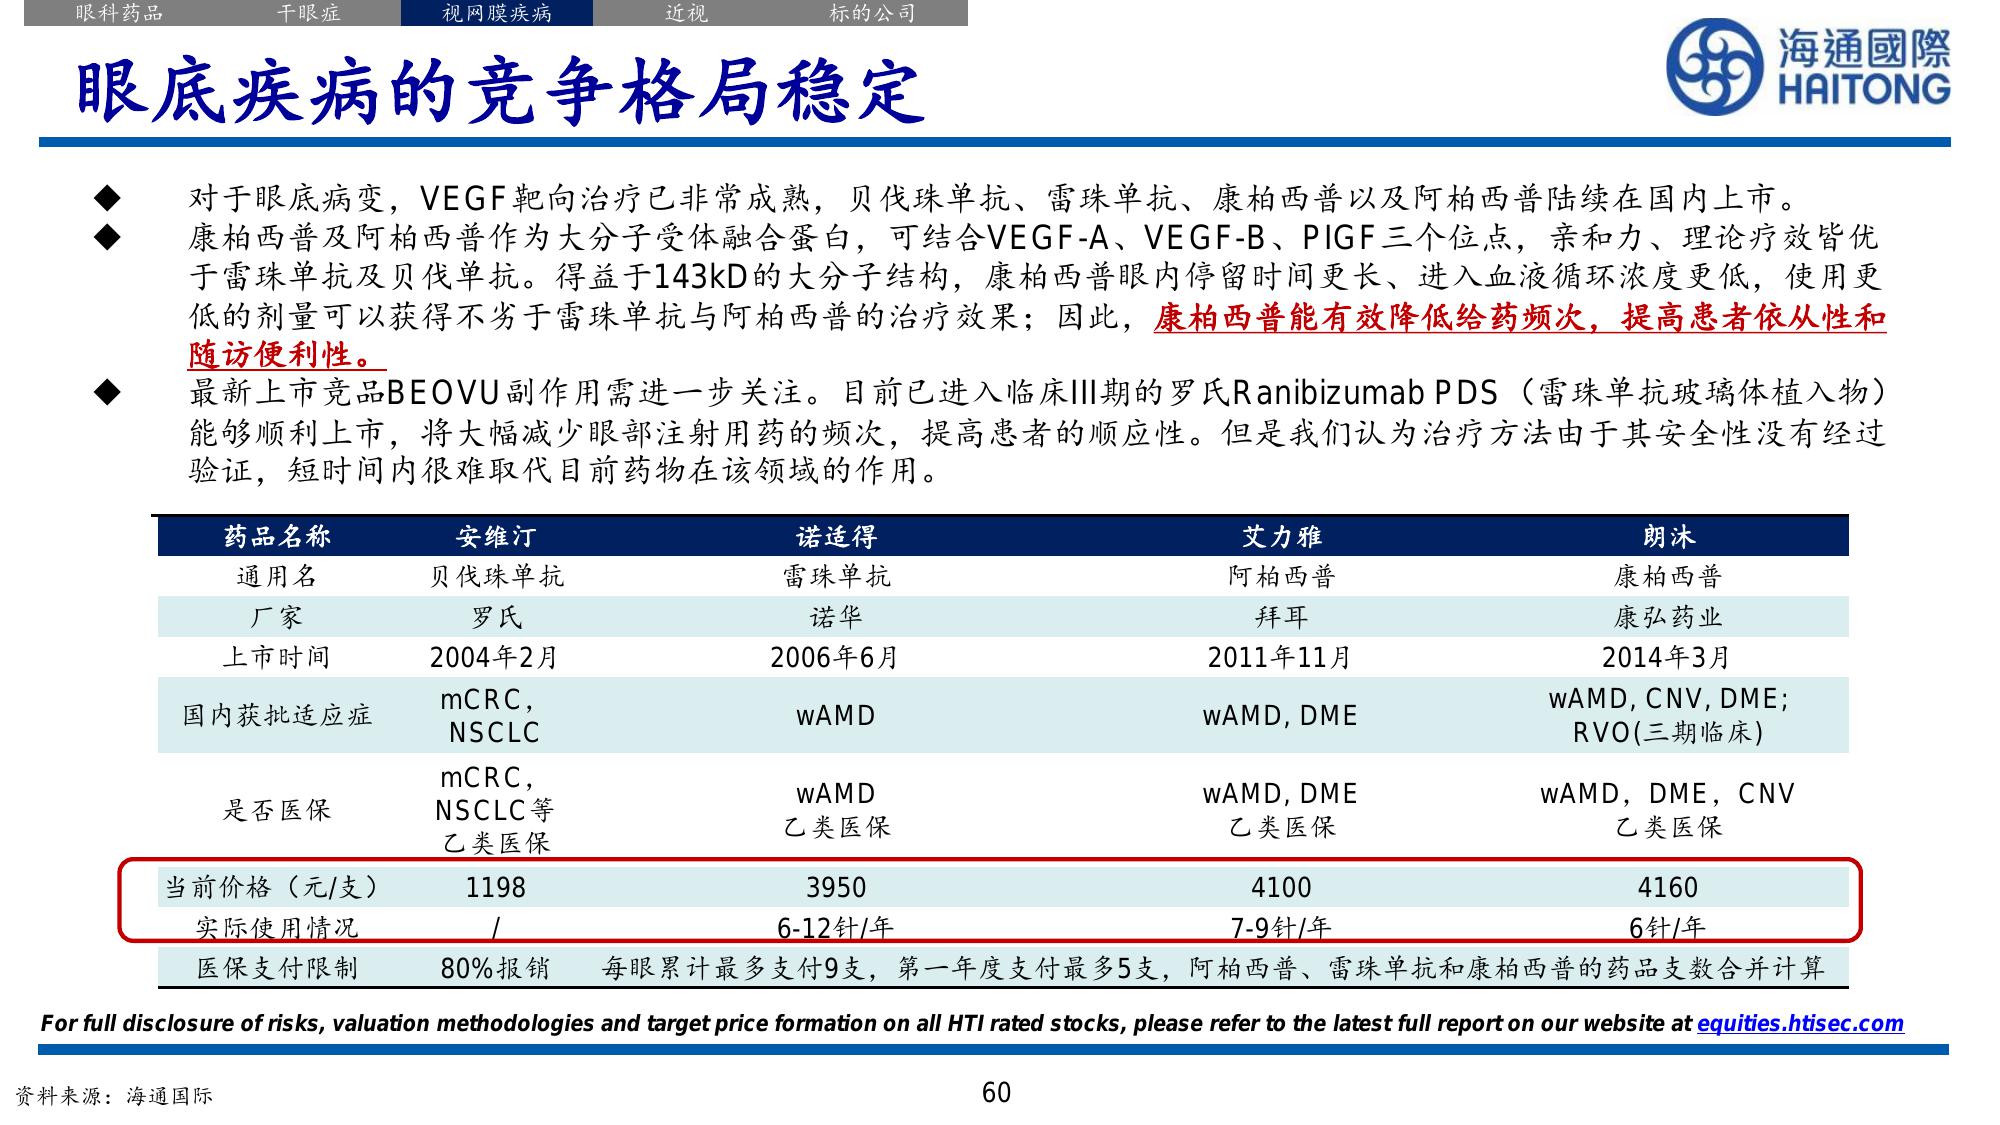 眼科药品 干眼症 视网膜疾病 近视 标的公司
海通國際
HAITONG
眼底疾病的竞争格局稳定
◆ 对于眼底病变，VEGF靶向治疗已非常成熟，贝伐珠单抗、雷珠单抗、康柏西普以及阿柏西普陆续在国内上市。
◆ 康柏西普及阿柏西普作为大分子受体融合蛋白，可结合VEGF-A、VEGF-B、PIGF三个位点，亲和力、理论疗效皆优
于雷珠单抗及贝伐单抗。得益于143kD的大分子结构，康柏西普眼内停留时间更长、进入血液循环浓度更低，使用更
低的剂量可以获得不劣于雷珠单抗与阿柏西普的治疗效果；因此，康柏西普能有效降低给药频次，提高患者依从性和
随访便利性。
◆ 最新上市竞品BEOVU副作用需进一步关注。目前已进入临床III期的罗氏Ranibizumab PDS（雷珠单抗玻璃体植入物）
能够顺利上市，将大幅减少眼部注射用药的频次，提高患者的顺应性。但是我们认为治疗方法由于其安全性没有经过
验证，短时间内很难取代目前药物在该领域的作用。
药品名称 安维汀 诺适得 艾力雅 朗沐
通用名 贝伐珠单抗 雷珠单抗 阿柏西普 康柏西普
厂家 罗氏 诺华 拜耳 康弘药业
上市时间 2004年2月 2006年6月 2011年11月 2014年3月
国内获批适应症 mCRC，NSCLC wAMD wAMD, DME wAMD, CNV, DME; RVO(三期临床)
是否医保 mCRC，NSCLC等乙类医保 wAMD 乙类医保 wAMD, DME 乙类医保 wAMD，DME，CNV 乙类医保
当前价格（元/支） 1198 3950 4100 4160
实际使用情况 / 6-12针/年 7-9针/年 6针/年
医保支付限制 80%报销 每眼累计最多支付9支，第一年度支付最多5支，阿柏西普、雷珠单抗和康柏西普的药品支数合并计算
For full disclosure of risks, valuation methodologies and target price formation on all HTI rated stocks, please refer to the latest full report on our website at equities.htisec.com
资料来源：海通国际
60